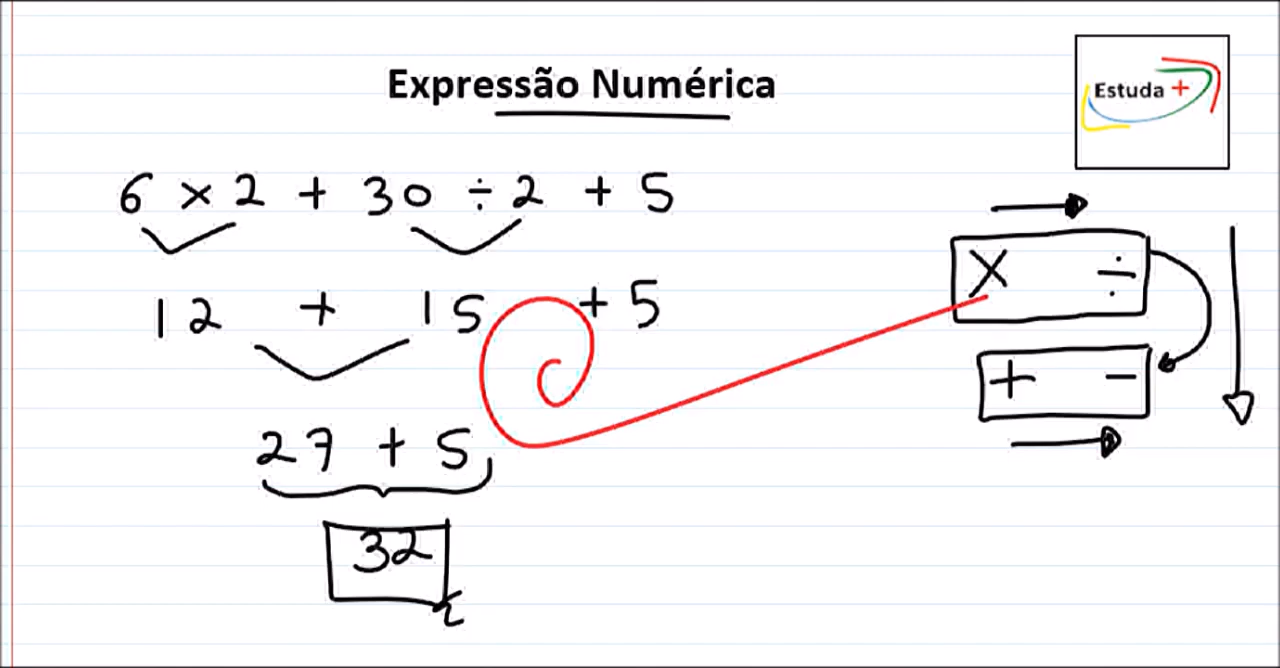 Expressão Numérica
Estuda +
6 × 2 + 30 ÷ 2 + 5
12 + 15 + 5
27 + 5
32
× ÷
+ −